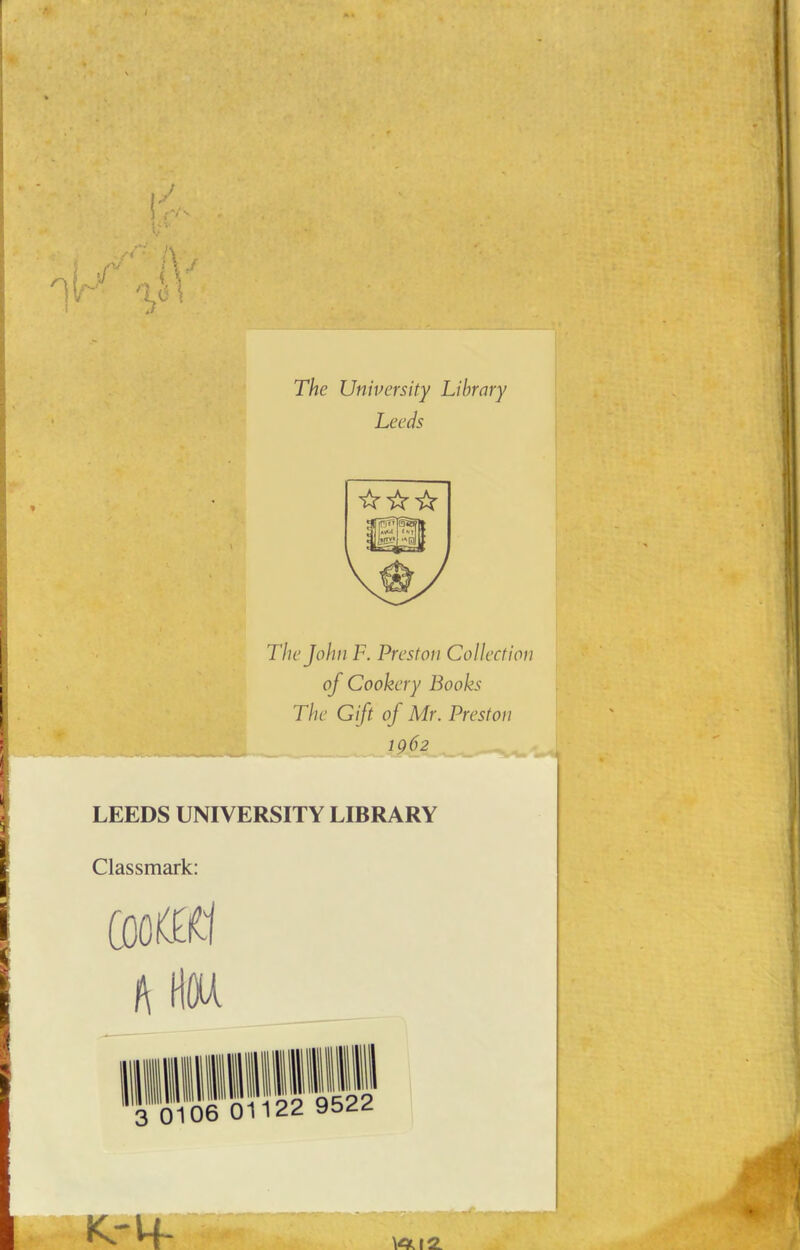 The University Library
Leeds
The John F. Preston Collection
of Cookery Books
The Gift of Mr. Preston
1962
LEEDS UNIVERSITY LIBRARY
Classmark:
COOKERY
A HOU
3 0106 01122 9522
K-4